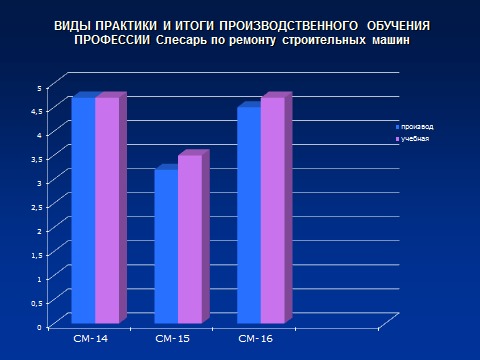 ВИДЫ ПРАКТИКИ И ИТОГИ ПРОИЗВОДСТВЕННОГО ОБУЧЕНИЯ
ПРОФЕССИИ Слесарь по ремонту строительных машин
5
4,5
4
3,5
3
2,5
2
1,5
1
0,5
0
СМ-14 СМ-15 СМ-16
производ
учебная